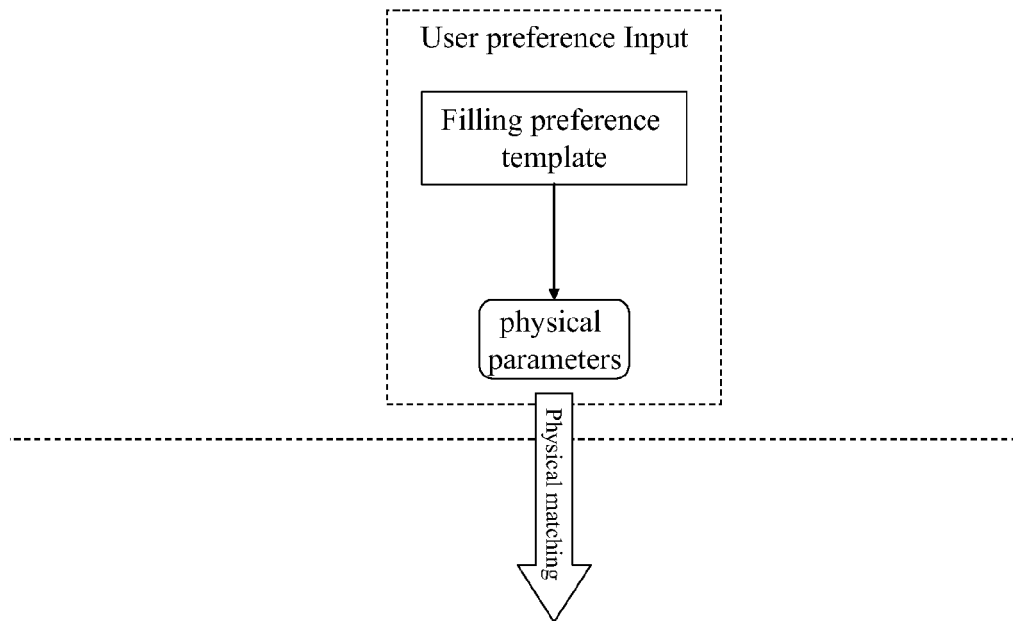 User preference Input
Filling preference
template
physical
parameters
Physical matching